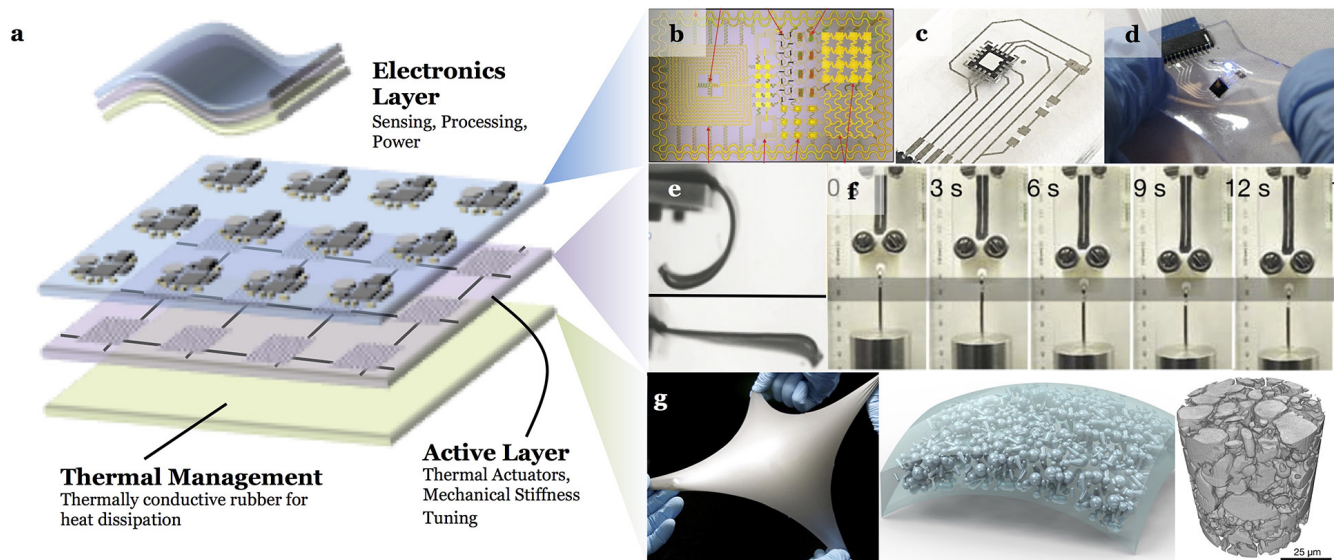 a
Electronics
Layer
Sensing, Processing,
Power
Thermal Management
Thermally conductive rubber for
heat dissipation
Active Layer
Thermal Actuators,
Mechanical Stiffness
Tuning
b
c
d
e
0 s
f
3 s
6 s
9 s
12 s
g
25 µm